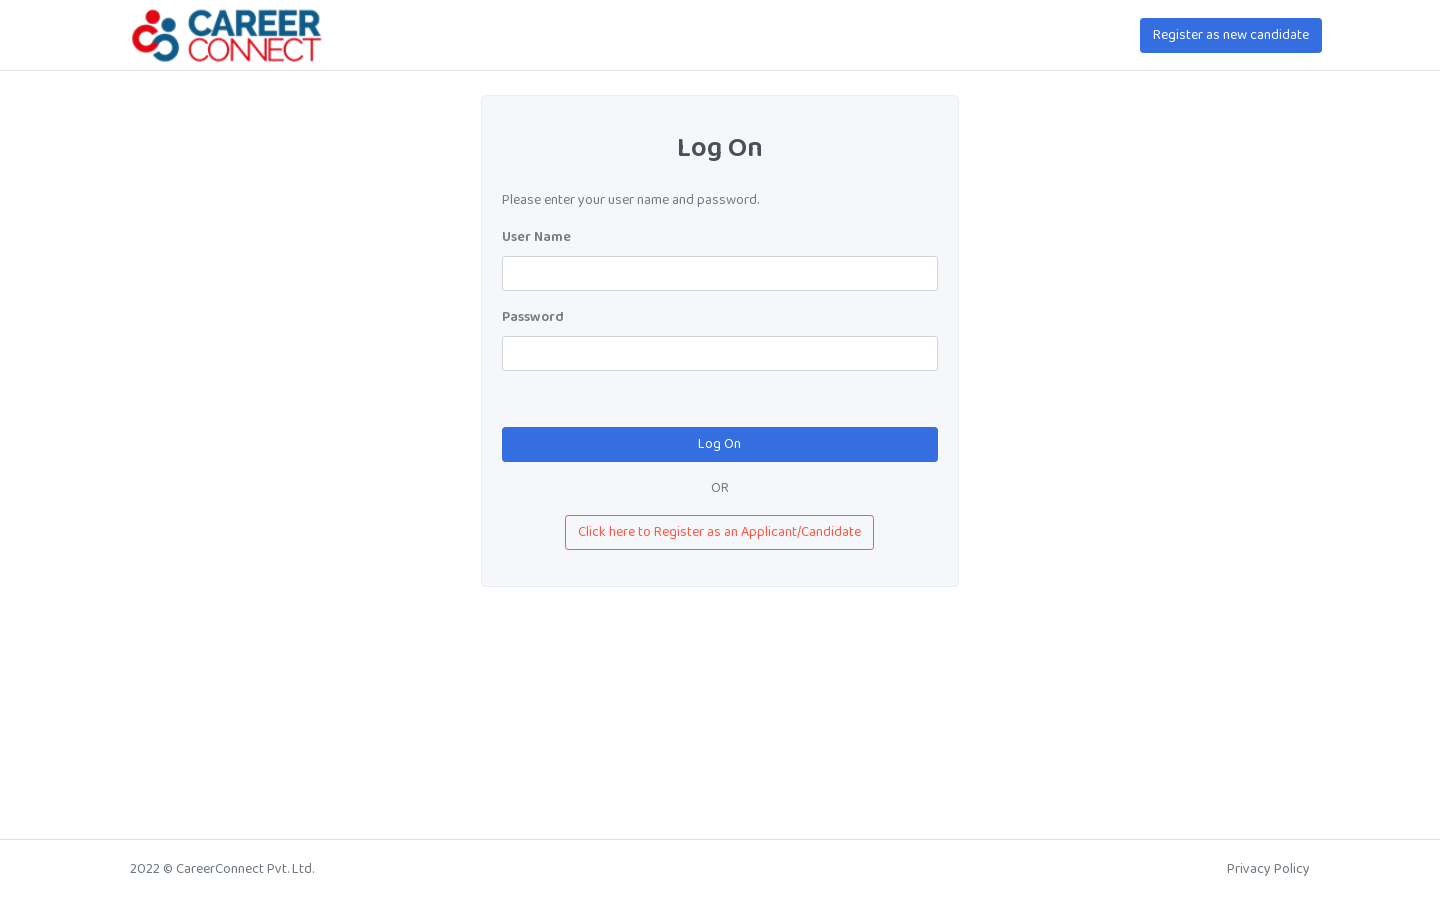 CAREER
CONNECT
Register as new candidate
Log On
Please enter your user name and password.
User Name
Password
Log On
OR
Click here to Register as an Applicant/Candidate
2022 © CareerConnect Pvt. Ltd.
Privacy Policy